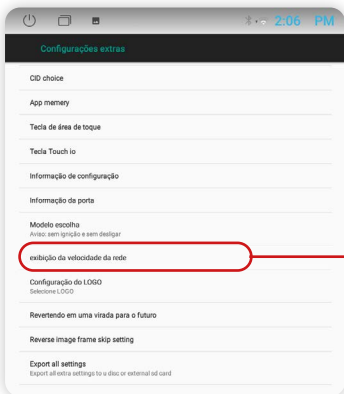 2:06 PM
Configurações extras
CID choice
App memery
Tecla de área de toque
Tecla Touch io
Informação de configuração
Informação da porta
Modelo escolha
Aviso: sem ignição e sem desligar
exibição da velocidade da rede
Configuração do LOGO
Selecione LOGO
Revertendo em uma virada para o futuro
Reverse image frame skip setting
Export all settings
Export all extra settings to u disc or external sd card